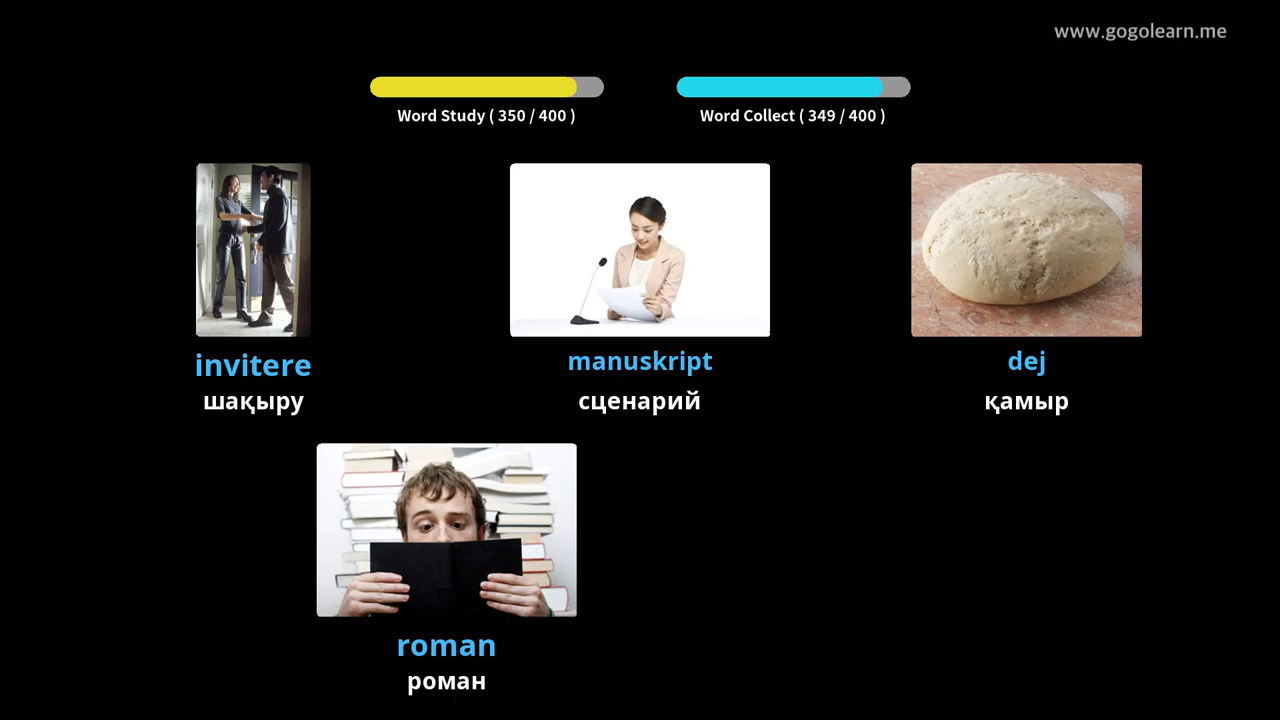 www.gogolearn.me
Word Study ( 350 / 400 )
Word Collect ( 349 / 400 )
invitere
шақыру
manuskript
сценарий
dej
қамыр
roman
роман